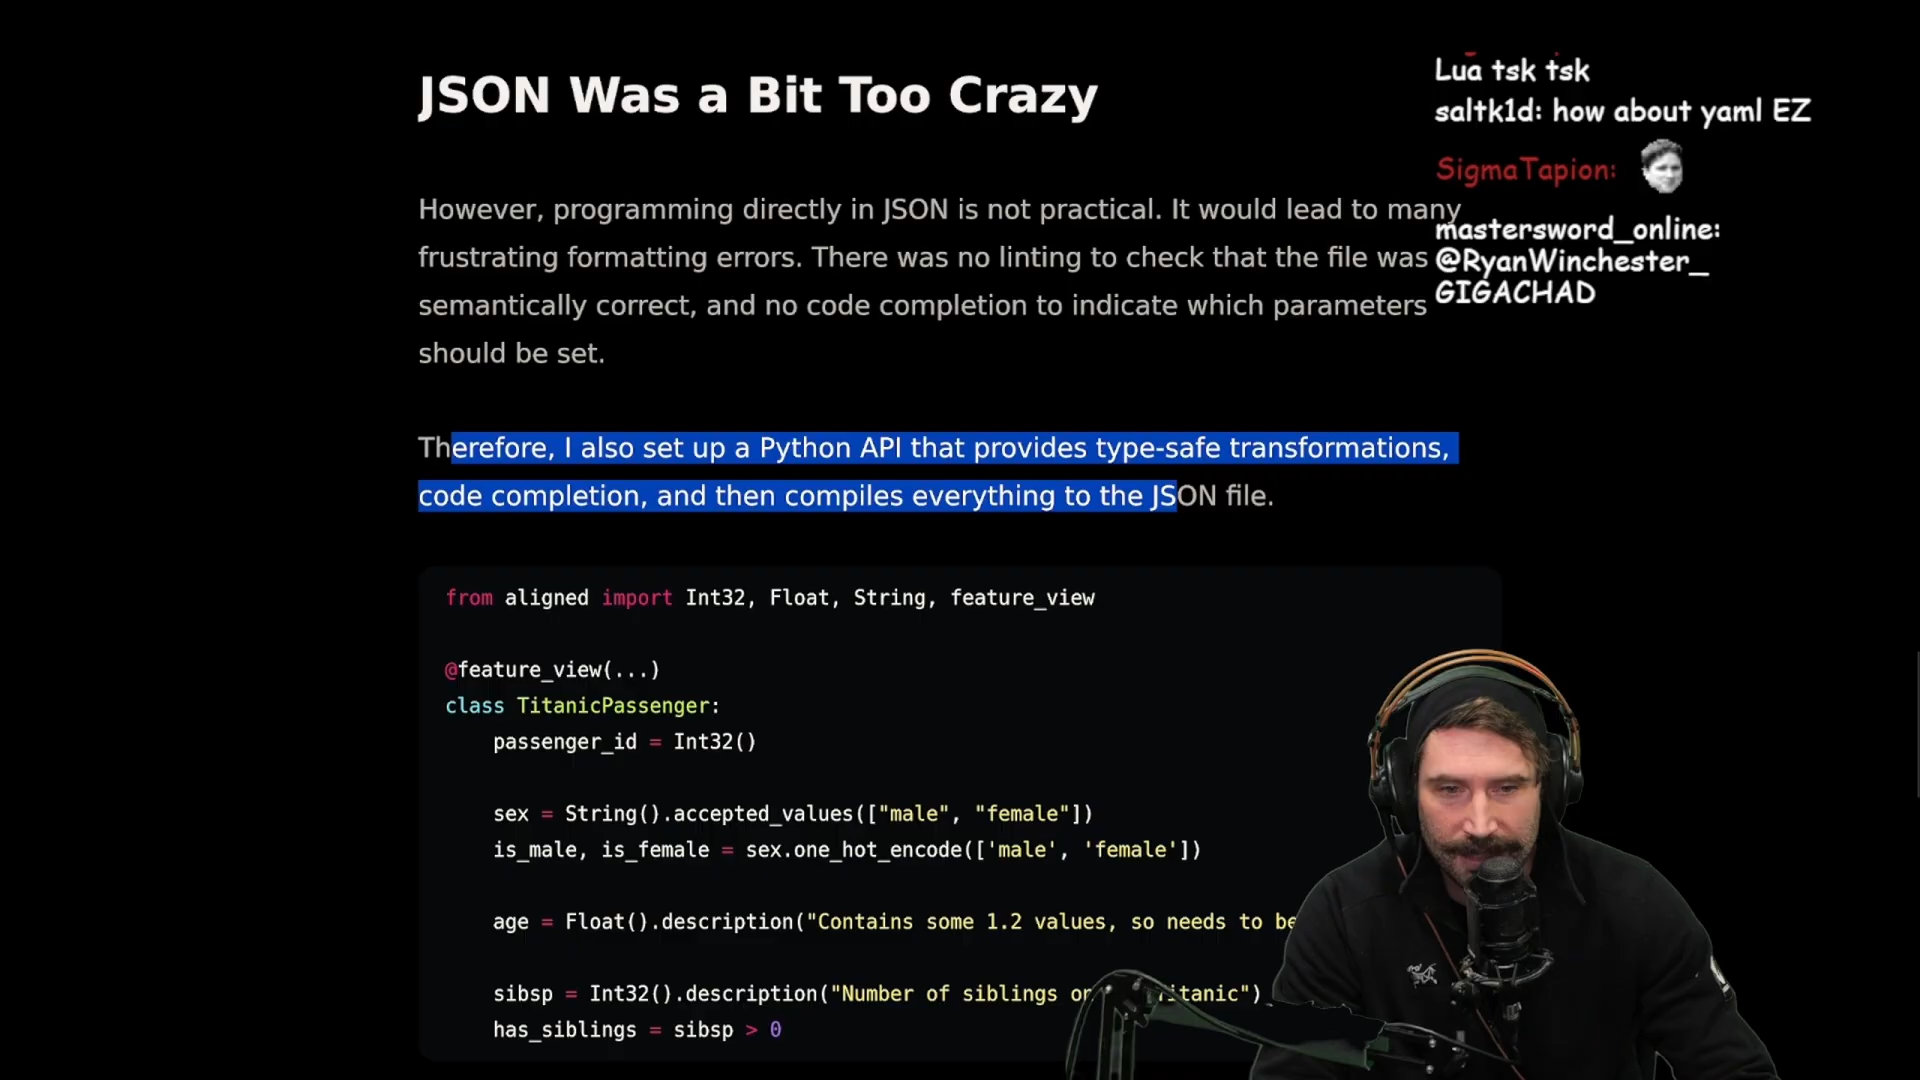 JSON Was a Bit Too Crazy
However, programming directly in JSON is not practical. It would lead to many
frustrating formatting errors. There was no linting to check that the file was
semantically correct, and no code completion to indicate which parameters
should be set.
Therefore, I also set up a Python API that provides type-safe transformations,
code completion, and then compiles everything to the JSON file.
from aligned import Int32, Float, String, feature_view
@feature_view(...)
class TitanicPassenger:
passenger_id = Int32()
sex = String().accepted_values(["male", "female"])
is_male, is_female = sex.one_hot_encode(['male', 'female'])
age = Float().description("Contains some 1.2 values, so needs to be
sibsp = Int32().description("Number of siblings on itanic")
has_siblings = sibsp > 0
Lua tsk tsk
saltk1d: how about yaml EZ
SigmaTapion:
mastersword_online:
@RyanWinchester_
GIGACHAD